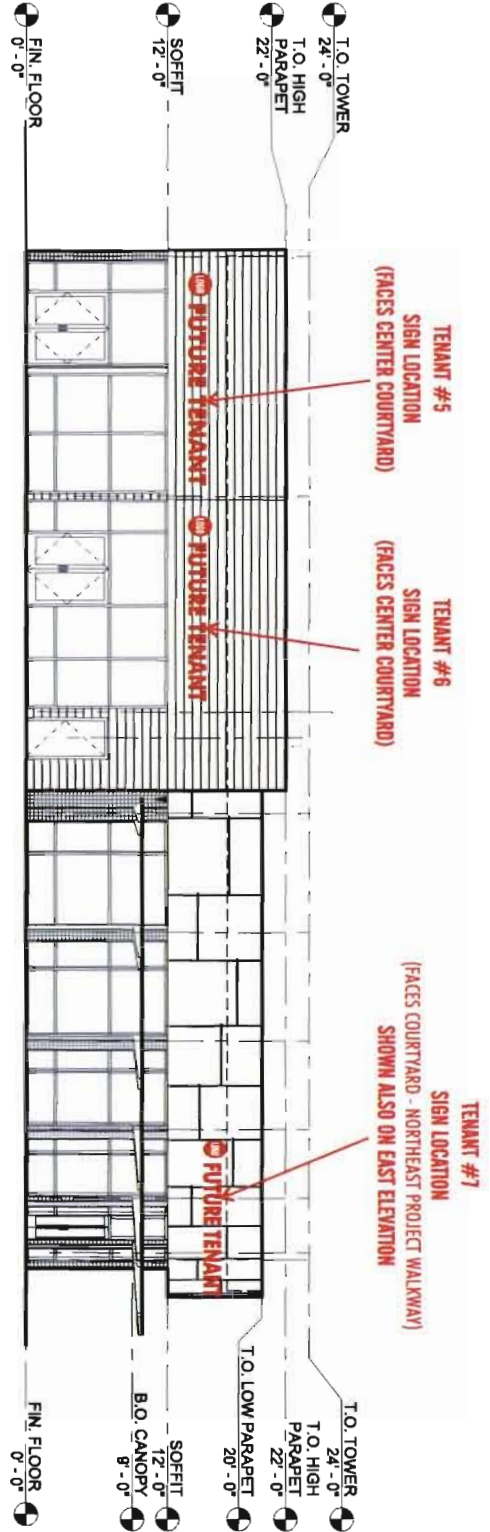 T.O. TOWER
24' - 0"
T.O. HIGH
PARAPET
22' - 0"
SOFFIT
12' - 0"
FIN. FLOOR
0' - 0"
TENANT #5
SIGN LOCATION
(FACES CENTER COURTYARD)
TENANT #6
SIGN LOCATION
(FACES CENTER COURTYARD)
TENANT #7
SIGN LOCATION
(FACES COURTYARD - NORTHEAST PROJECT WALKWAY)
SHOWN ALSO ON EAST ELEVATION
LOGO FUTURE TENANT
LOGO FUTURE TENANT
LOGO FUTURE TENANT
T.O. TOWER
24' - 0"
T.O. HIGH
PARAPET
22' - 0"
T.O. LOW PARAPET
20' - 0"
SOFFIT
12' - 0"
B.O. CANOPY
9' - 0"
FIN. FLOOR
0' - 0"